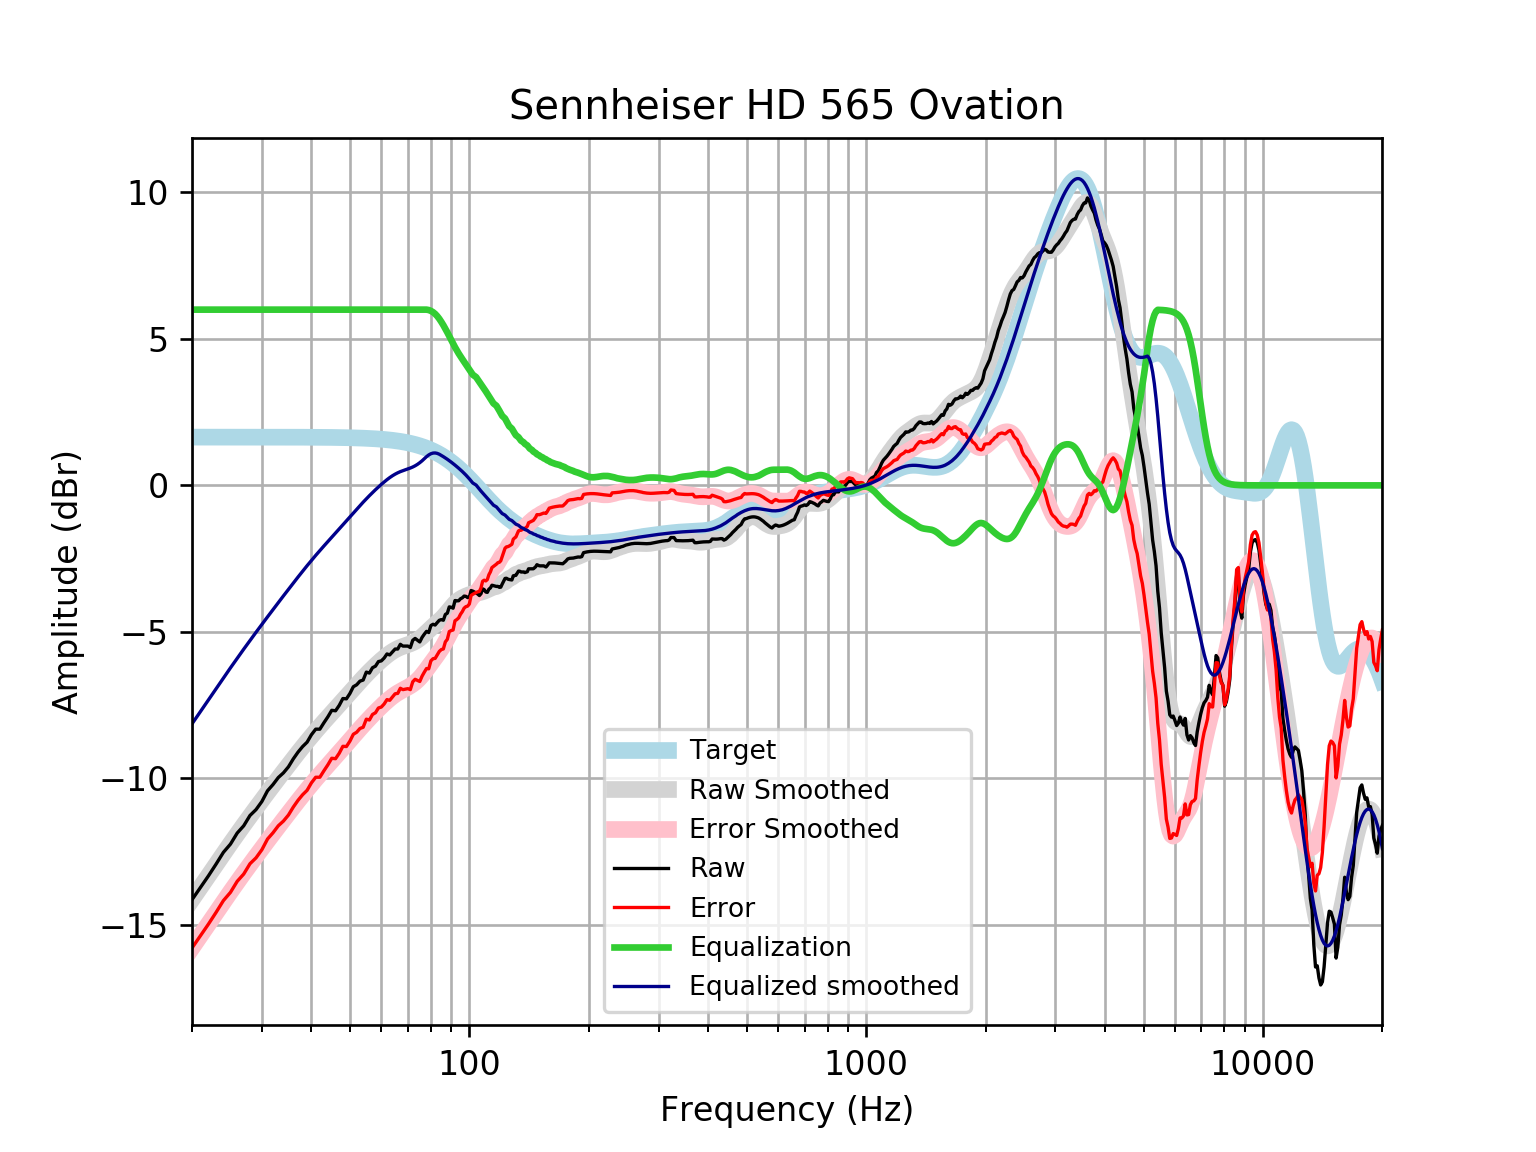 Sennheiser HD 565 Ovation
Amplitude (dBr)
10
5
0
−5
−10
−15
Target
Raw Smoothed
Error Smoothed
Raw
Error
Equalization
Equalized smoothed
100
1000
10000
Frequency (Hz)